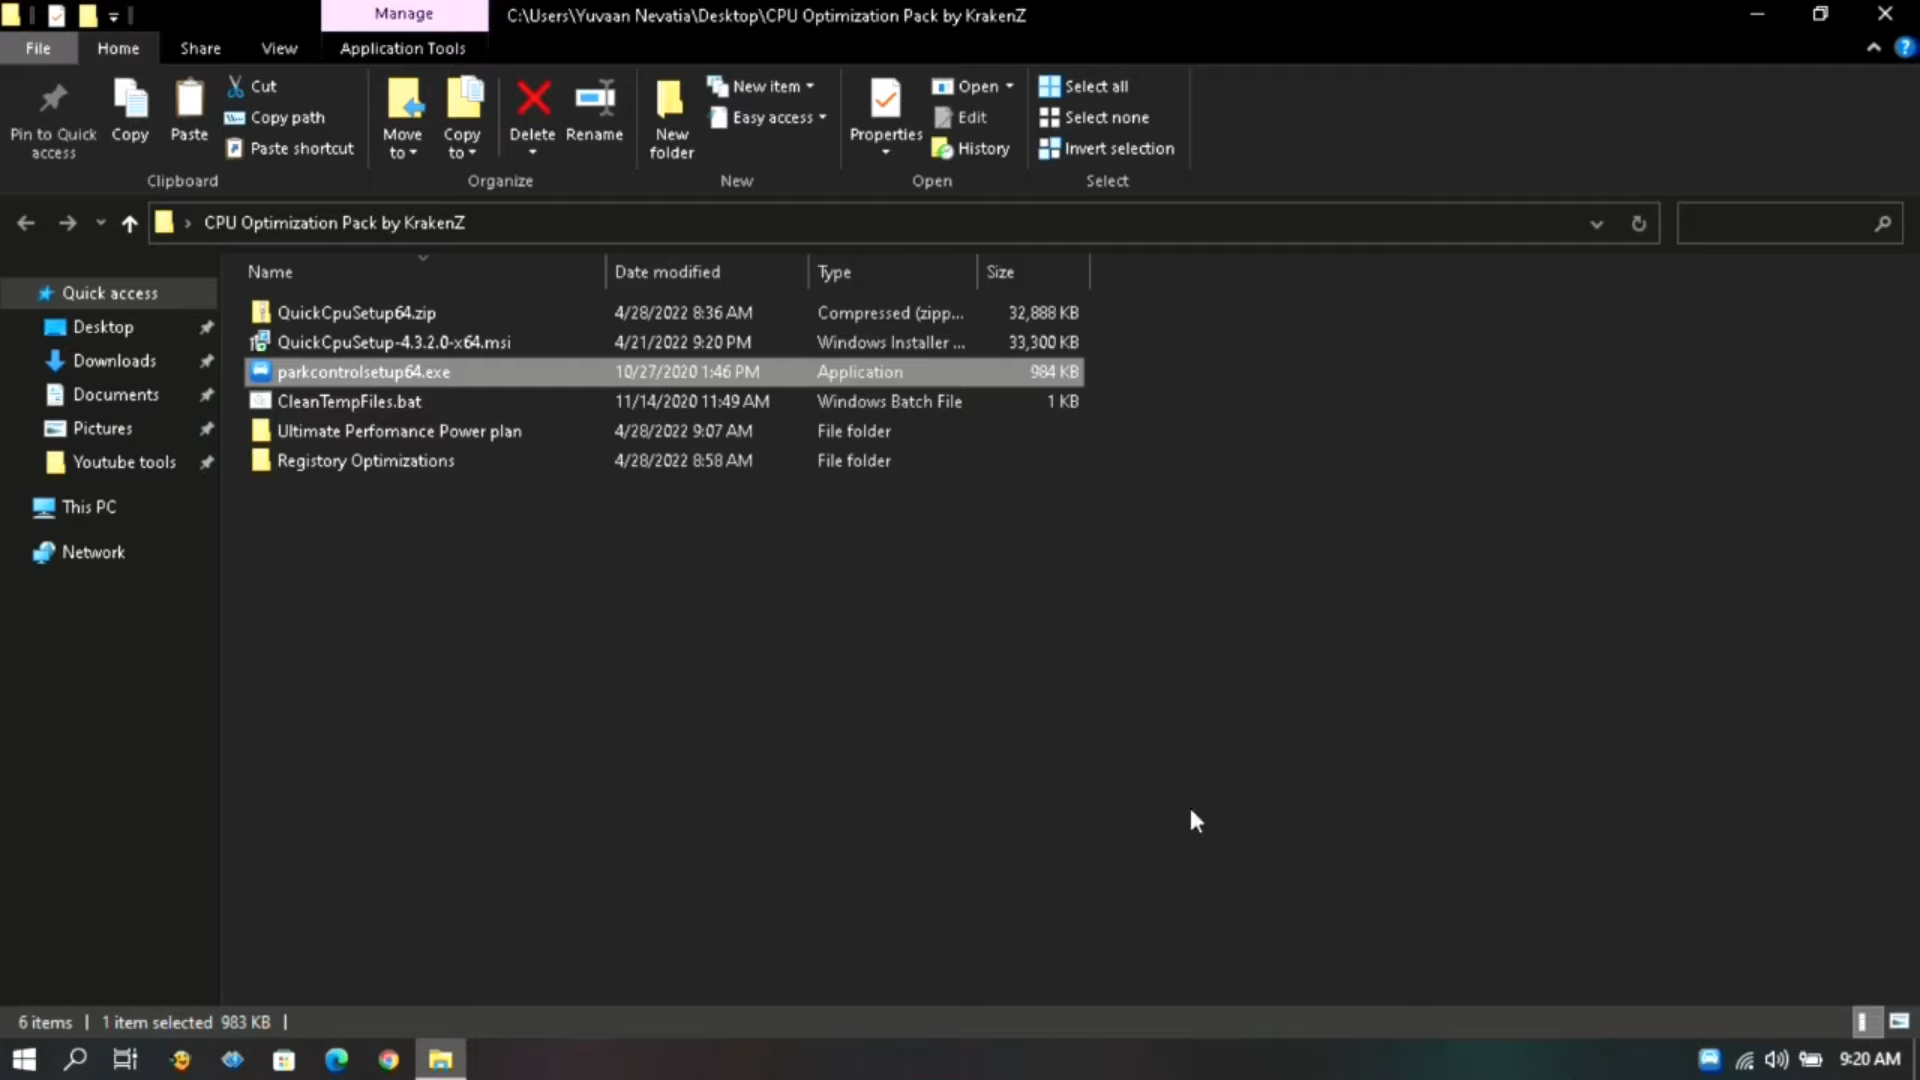 Manage
C:\Users\Yuvaan Nevatia\Desktop\CPU Optimization Pack by KrakenZ
File
Home
Share
View
Application Tools
Pin to Quick access
Copy
Paste
Cut
Copy path
Paste shortcut
Move to
Copy to
Delete
Rename
New folder
New item
Easy access
Properties
Open
Edit
History
Select all
Select none
Invert selection
Clipboard
Organize
New
Open
Select
CPU Optimization Pack by KrakenZ
Name
Date modified
Type
Size
Quick access
Desktop
Downloads
Documents
Pictures
Youtube tools
This PC
Network
QuickCpuSetup64.zip 4/28/2022 8:36 AM Compressed (zipp... 32,888 KB
QuickCpuSetup-4.3.2.0-x64.msi 4/21/2022 9:20 PM Windows Installer ... 33,300 KB
parkcontrolsetup64.exe 10/27/2020 1:46 PM Application 984 KB
CleanTempFiles.bat 11/14/2020 11:49 AM Windows Batch File 1 KB
Ultimate Perfomance Power plan 4/28/2022 9:07 AM File folder
Registory Optimizations 4/28/2022 8:58 AM File folder
6 items | 1 item selected 983 KB |
9:20 AM